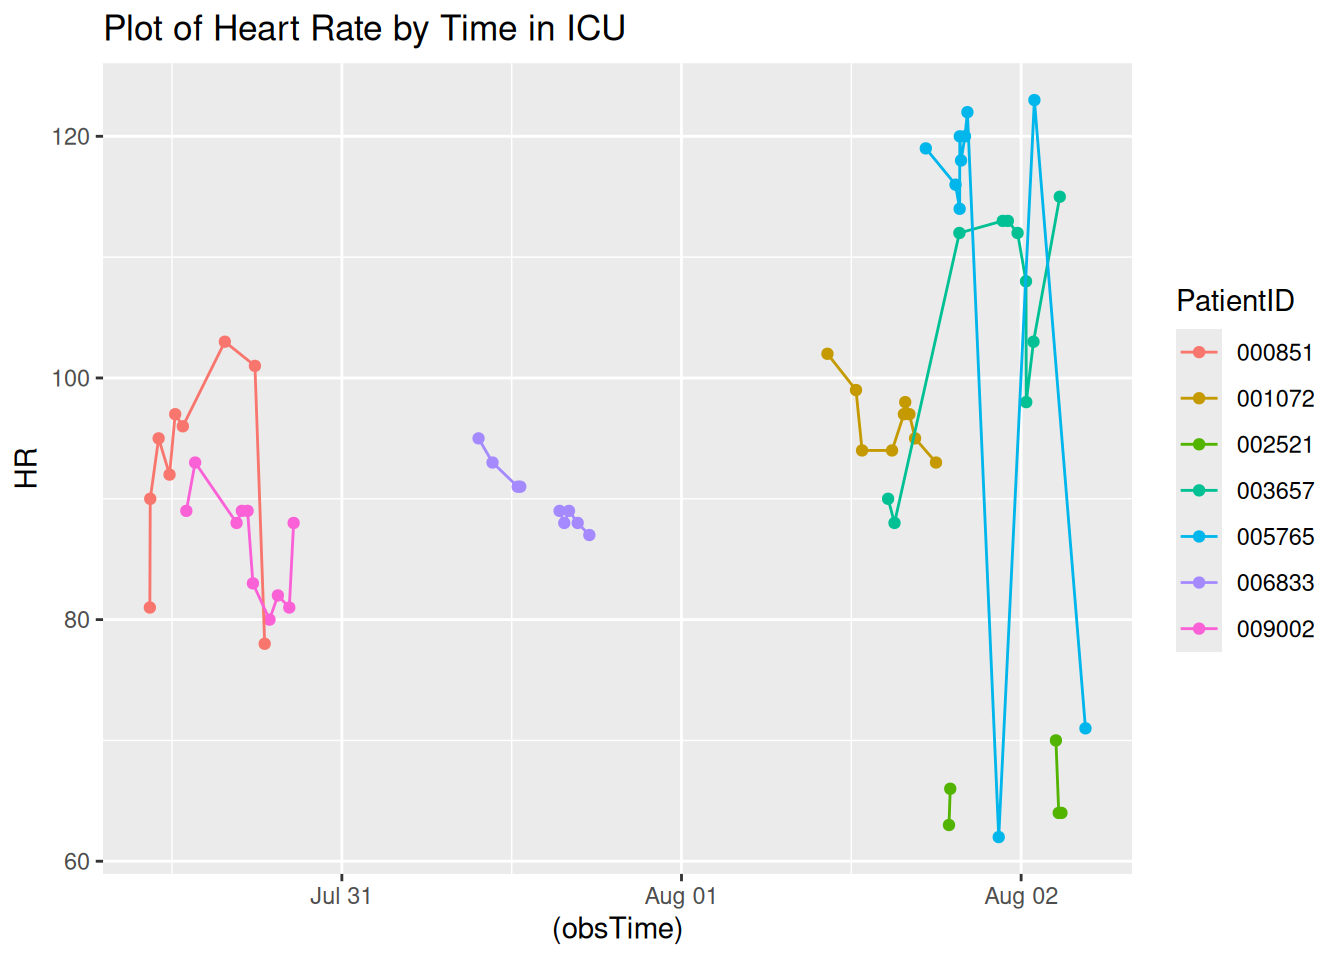 Plot of Heart Rate by Time in ICU
120
100
80
60
HR
Jul 31
Aug 01
Aug 02
(obsTime)
PatientID
000851
001072
002521
003657
005765
006833
009002